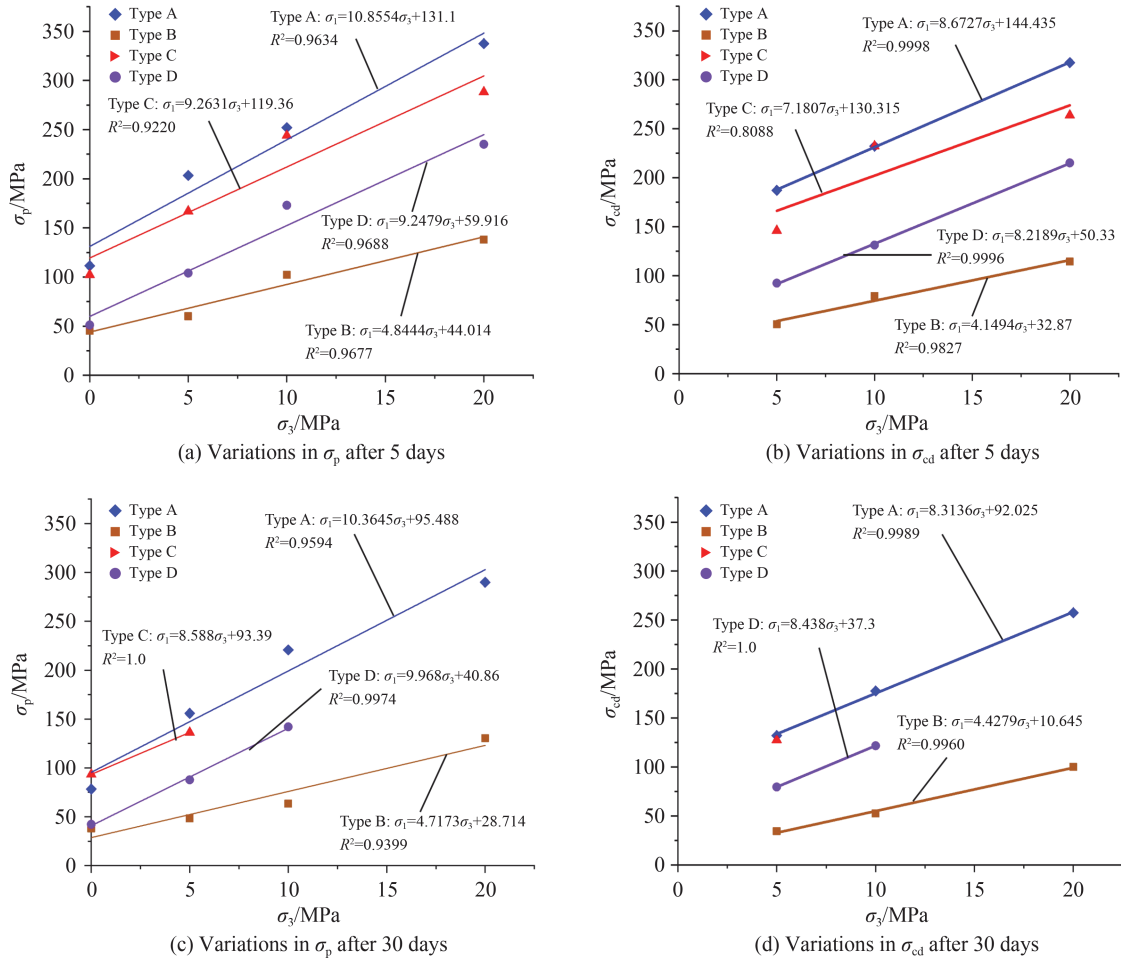 Type A
Type B
Type C
Type D
Type A: σ1=10.8554σ3+131.1
R²=0.9634
Type C: σ1=9.2631σ3+119.36
R²=0.9220
Type D: σ1=9.2479σ3+59.916
R²=0.9688
Type B: σ1=4.8444σ3+44.014
R²=0.9677
σp/MPa
350
300
250
200
150
100
50
0
0 5 10 15 20
σ3/MPa
(a) Variations in σp after 5 days
Type A
Type B
Type C
Type D
Type A: σ1=8.6727σ3+144.435
R²=0.9998
Type C: σ1=7.1807σ3+130.315
R²=0.8088
Type D: σ1=8.2189σ3+50.33
R²=0.9996
Type B: σ1=4.1494σ3+32.87
R²=0.9827
σcd/MPa
350
300
250
200
150
100
50
0
0 5 10 15 20
σ3/MPa
(b) Variations in σcd after 5 days
Type A
Type B
Type C
Type D
Type A: σ1=10.3645σ3+95.488
R²=0.9594
Type C: σ1=8.588σ3+93.39
R²=1.0
Type D: σ1=9.968σ3+40.86
R²=0.9974
Type B: σ1=4.7173σ3+28.714
R²=0.9399
σp/MPa
350
300
250
200
150
100
50
0
0 5 10 15 20
σ3/MPa
(c) Variations in σp after 30 days
Type A
Type B
Type C
Type D
Type A: σ1=8.3136σ3+92.025
R²=0.9989
Type D: σ1=8.438σ3+37.3
R²=1.0
Type B: σ1=4.4279σ3+10.645
R²=0.9960
σcd/MPa
350
300
250
200
150
100
50
0
0 5 10 15 20
σ3/MPa
(d) Variations in σcd after 30 days